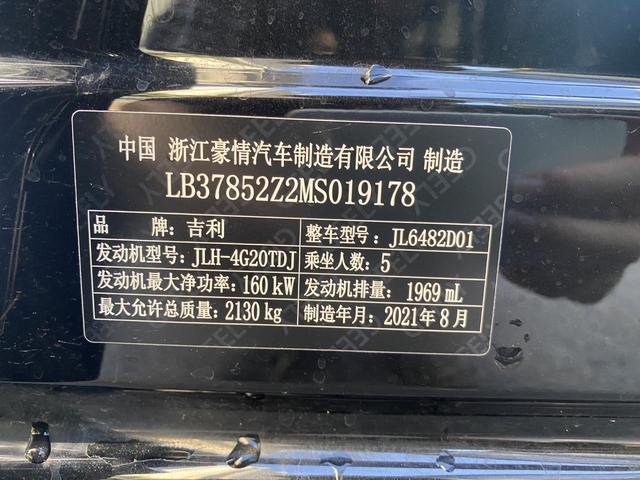 中国 浙江豪情汽车制造有限公司 制造
LB37852Z2MS019178
品 牌:吉利 整车型号:JL6482D01
发动机型号:JLH-4G20TDJ 乘坐人数:5
发动机最大净功率:160 kW 发动机排量:1969 mL
最大允许总质量:2130 kg 制造年月:2021年8月